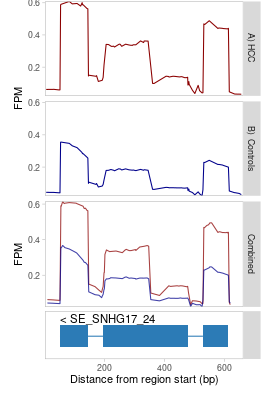 0.6
0.4
0.2
FPM
A) HCC
0.6
0.4
0.2
B) Controls
0.6
0.4
0.2
FPM
Combined
< SE_SNHG17_24
200
400
600
Distance from region start (bp)